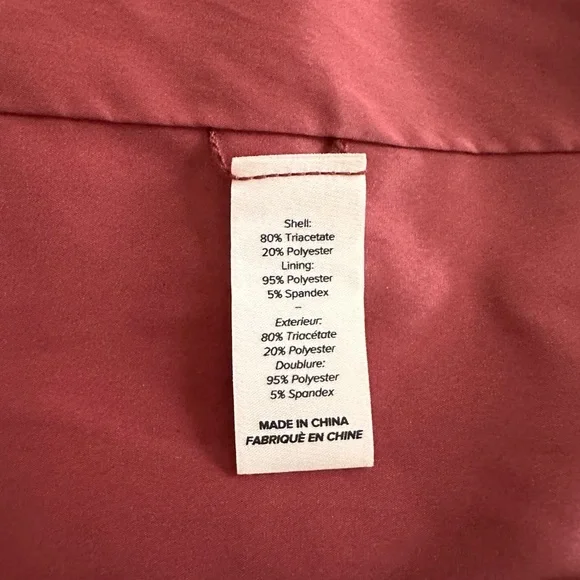 Shell:
80% Triacetate
20% Polyester
Lining:
95% Polyester
5% Spandex
–
Exterieur:
80% Triacétate
20% Polyester
Doublure:
95% Polyester
5% Spandex
MADE IN CHINA
FABRIQUÈ EN CHINE